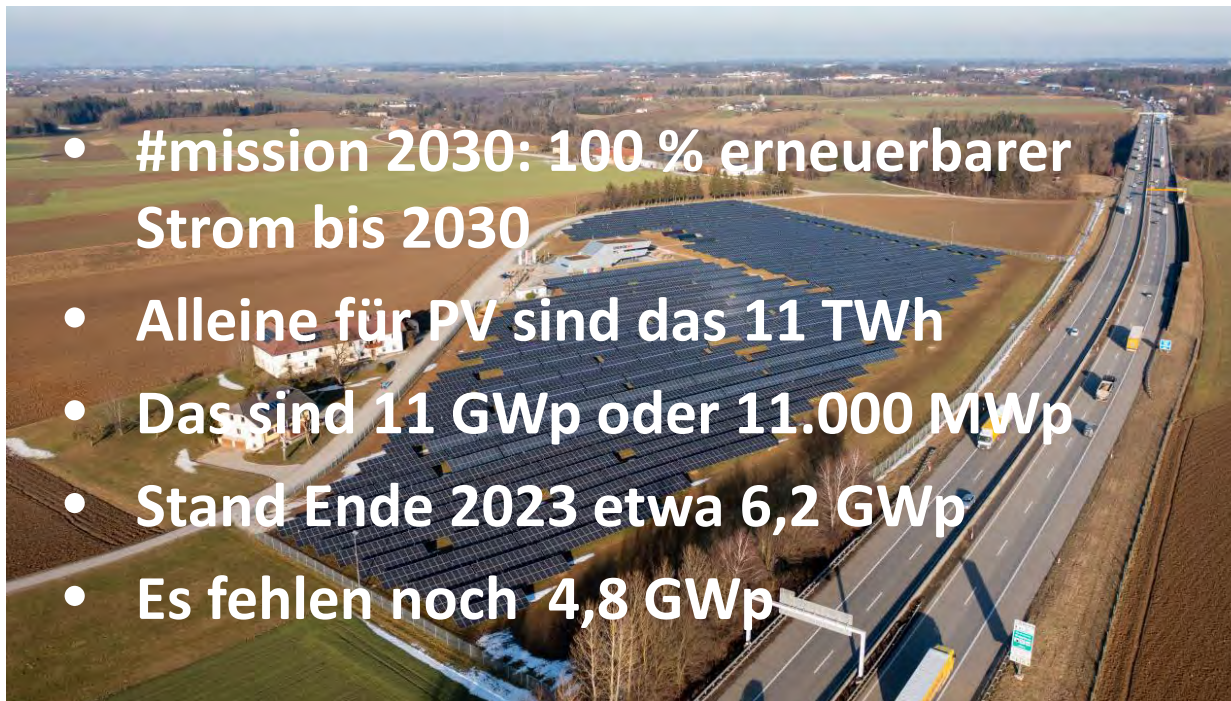 • #mission 2030: 100 % erneuerbarer
Strom bis 2030
• Alleine für PV sind das 11 TWh
• Das sind 11 GWp oder 11.000 MWp
• Stand Ende 2023 etwa 6,2 GWp
• Es fehlen noch 4,8 GWp